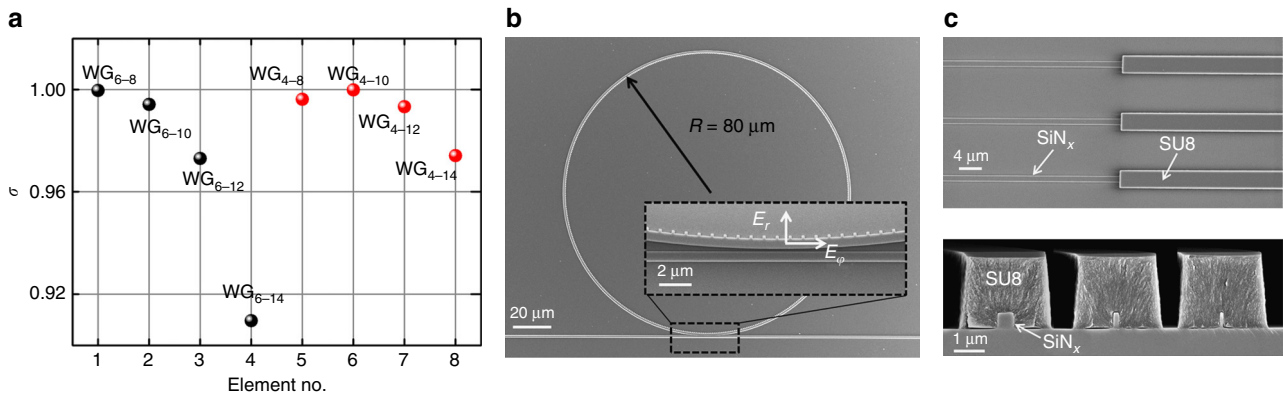 a
σ
1.00
0.96
0.92
WG6–8
WG6–10
WG6–12
WG6–14
WG4–8
WG4–10
WG4–12
WG4–14
1 2 3 4 5 6 7 8
Element no.
b
R = 80 μm
Er
Eφ
2 μm
20 μm
c
SiNx
SU8
4 μm
SU8
SiNx
1 μm